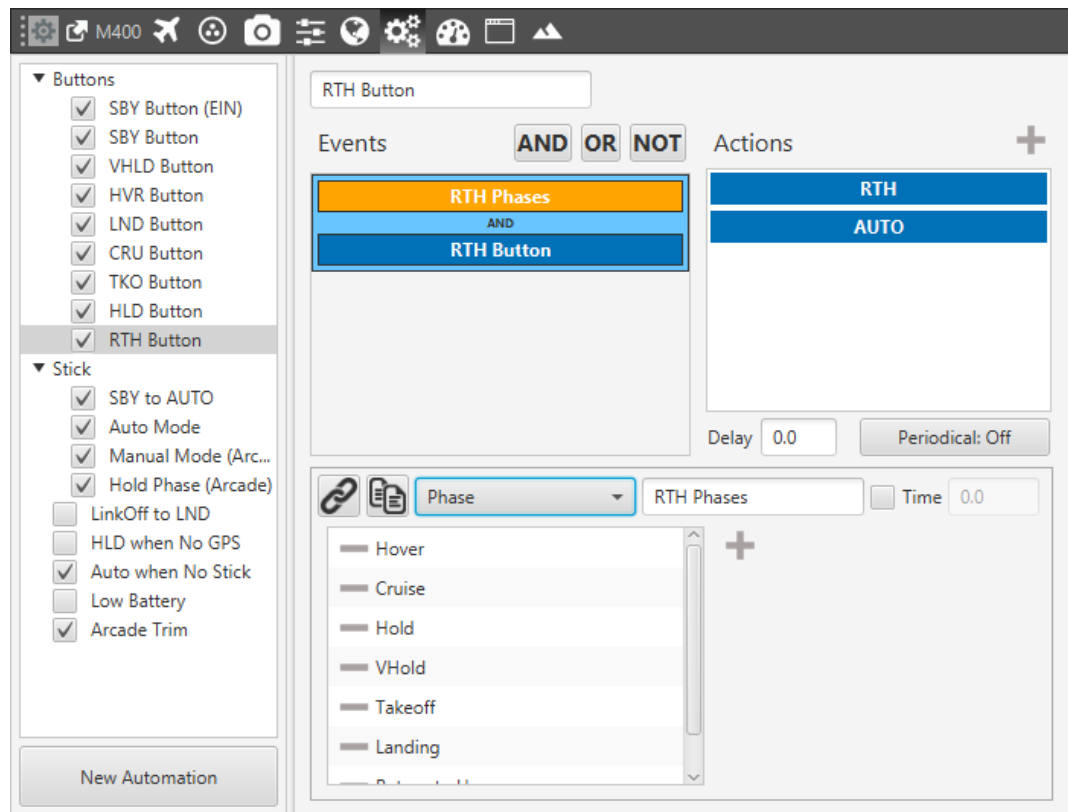 M400
Buttons
SBY Button (EIN)
SBY Button
VHLD Button
HVR Button
LND Button
CRU Button
TKO Button
HLD Button
RTH Button
Stick
SBY to AUTO
Auto Mode
Manual Mode (Arc...
Hold Phase (Arcade)
LinkOff to LND
HLD when No GPS
Auto when No Stick
Low Battery
Arcade Trim
New Automation
RTH Button
Events AND OR NOT
RTH Phases
AND
RTH Button
Actions
RTH
AUTO
Delay 0.0 Periodical: Off
Phase RTH Phases Time 0.0
Hover
Cruise
Hold
VHold
Takeoff
Landing